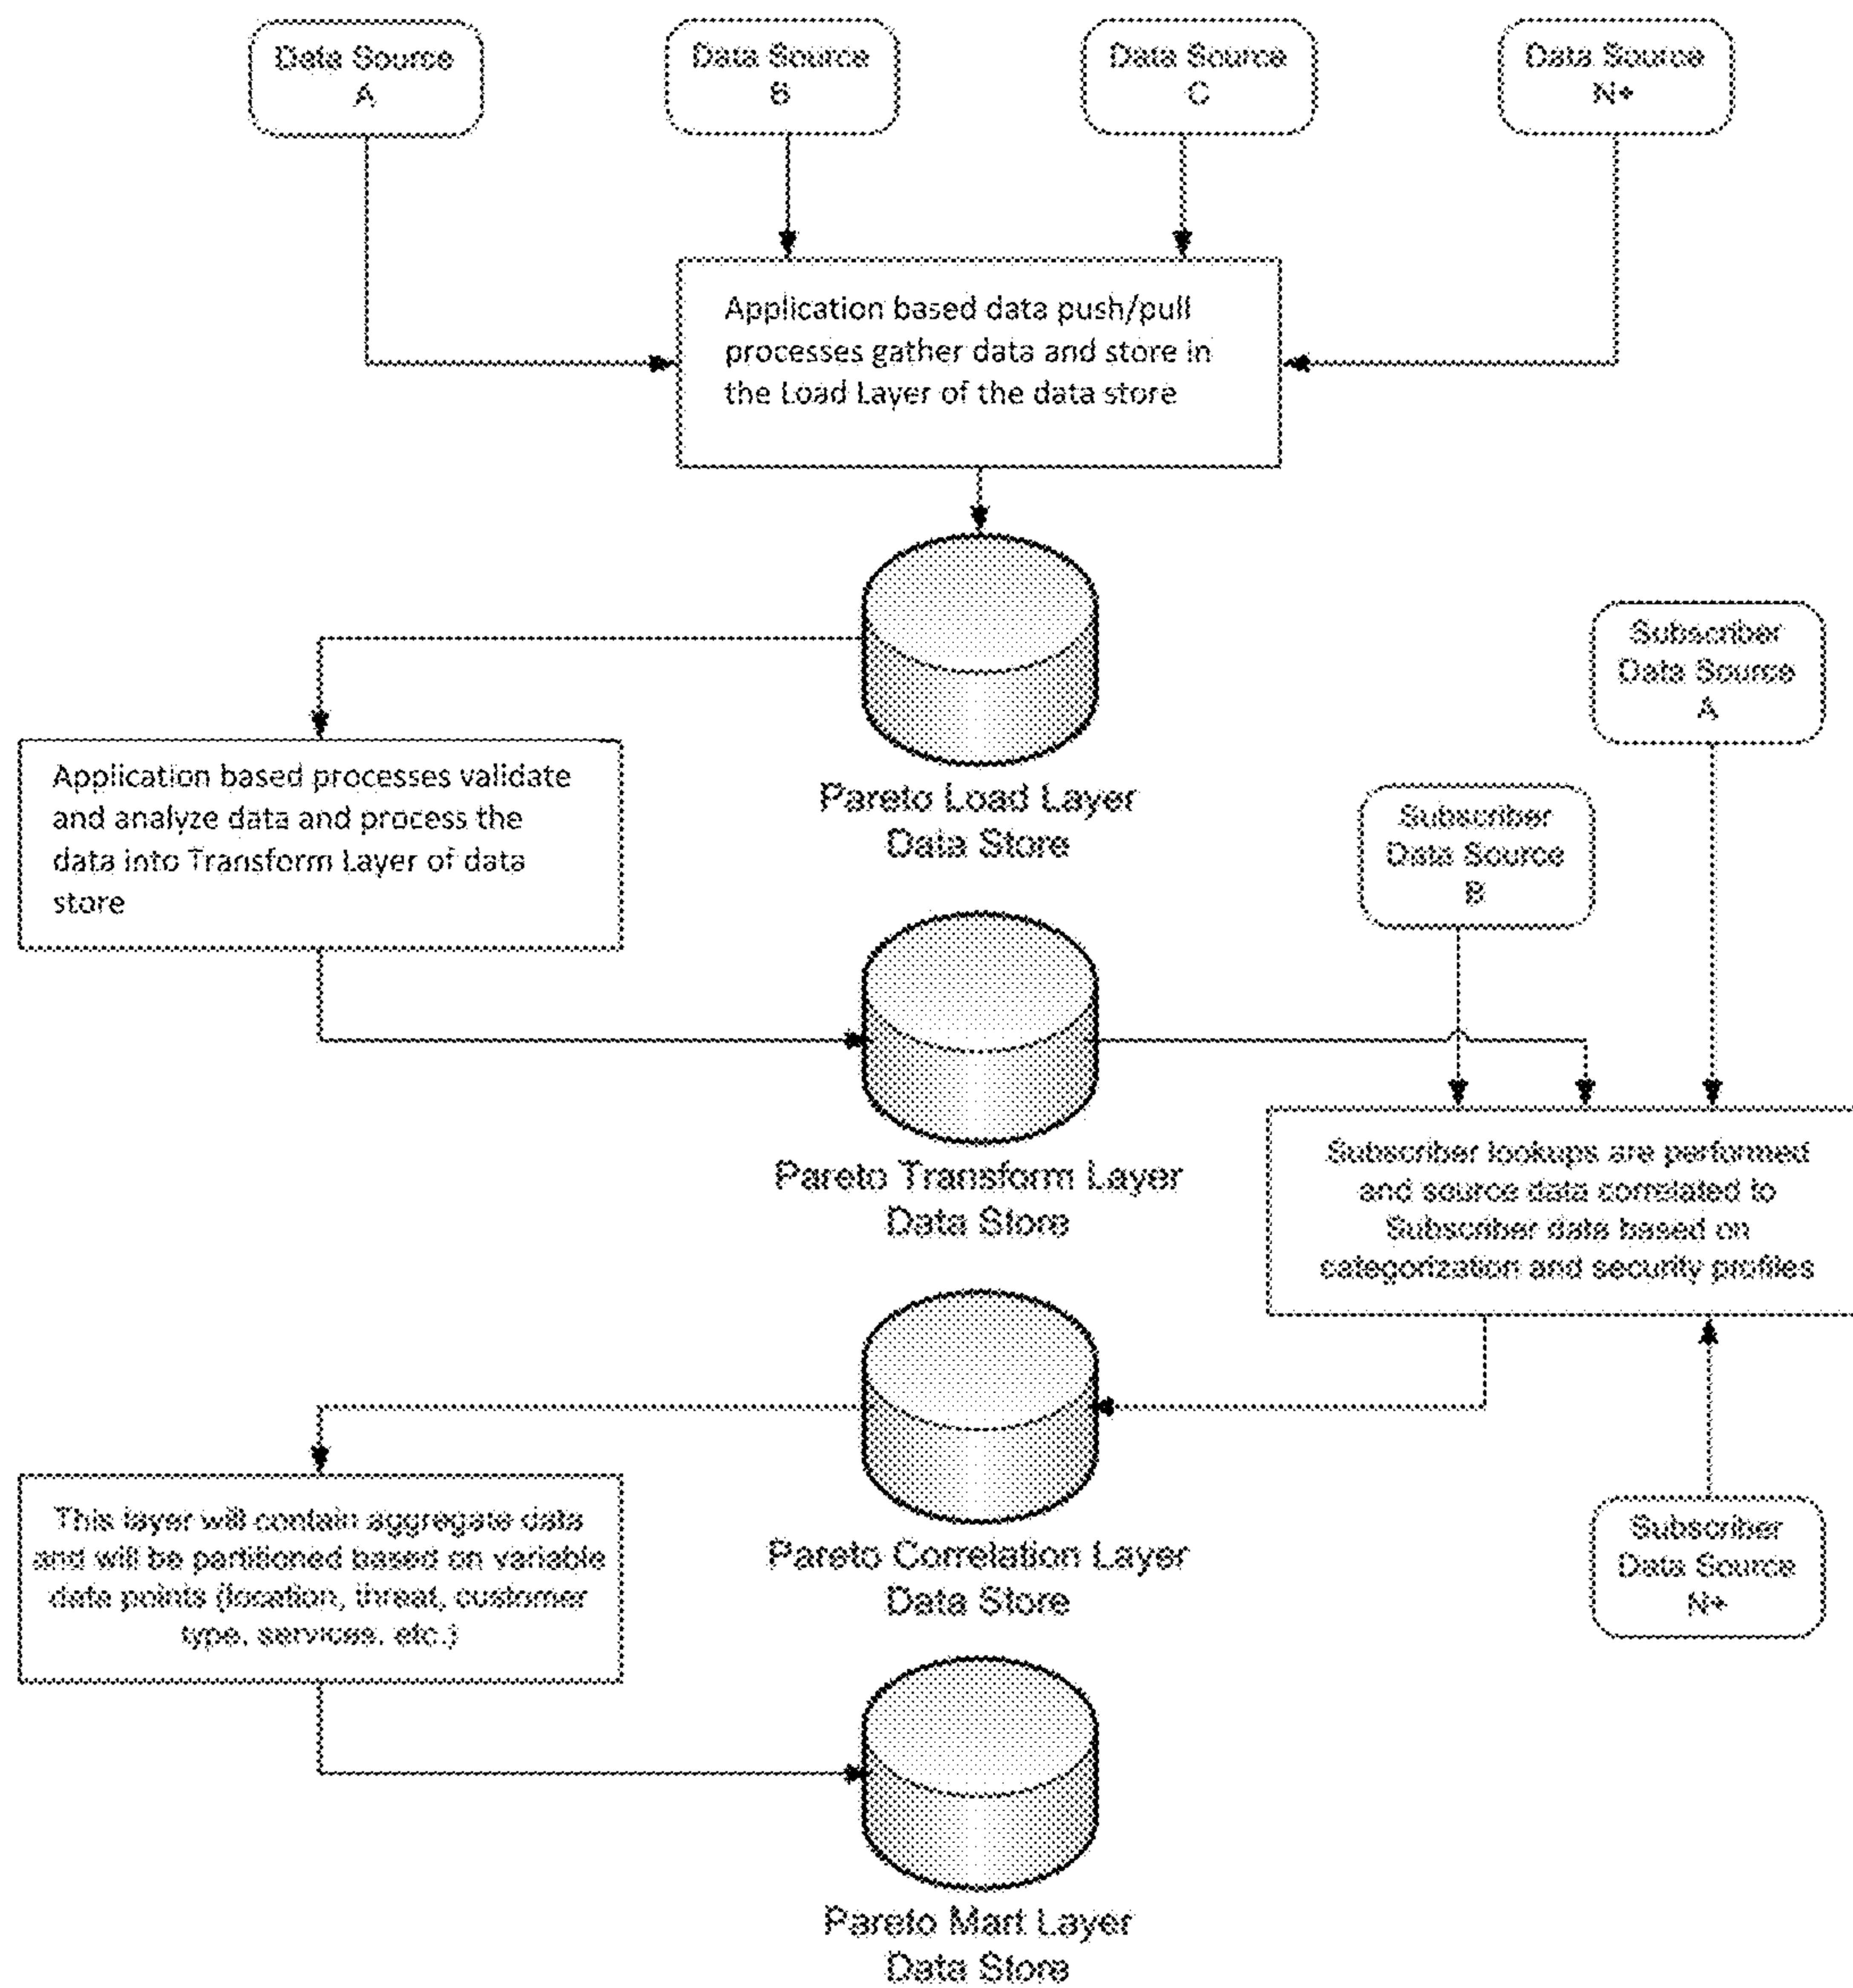 Data Source
A
Data Source
B
Data Source
C
Data Source
N+
Application based data push/pull
processes gather data and store in
the Load Layer of the data store
Pareto Load Layer
Data Store
Subscriber
Data Source
A
Application based processes validate
and analyze data and process the
data into Transform Layer of data
store
Subscriber
Data Source
B
Pareto Transform Layer
Data Store
Subscriber lookups are performed
and source data correlated to
Subscriber data based on
categorization and security profiles
This layer will contain aggregate data
and will be partitioned based on variable
data points (location, threat, customer
type, services, etc.)
Pareto Correlation Layer
Data Store
Subscriber
Data Source
N+
Pareto Mart Layer
Data Store